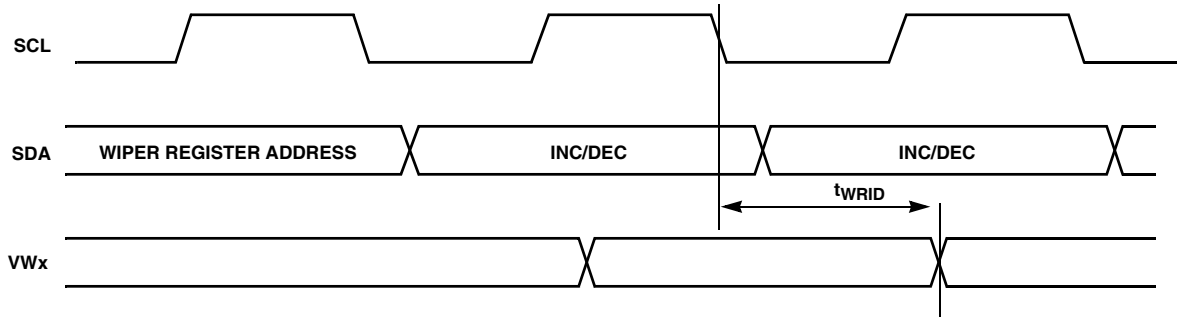 SCL
SDA
WIPER REGISTER ADDRESS
INC/DEC
INC/DEC
tWRID
VWx